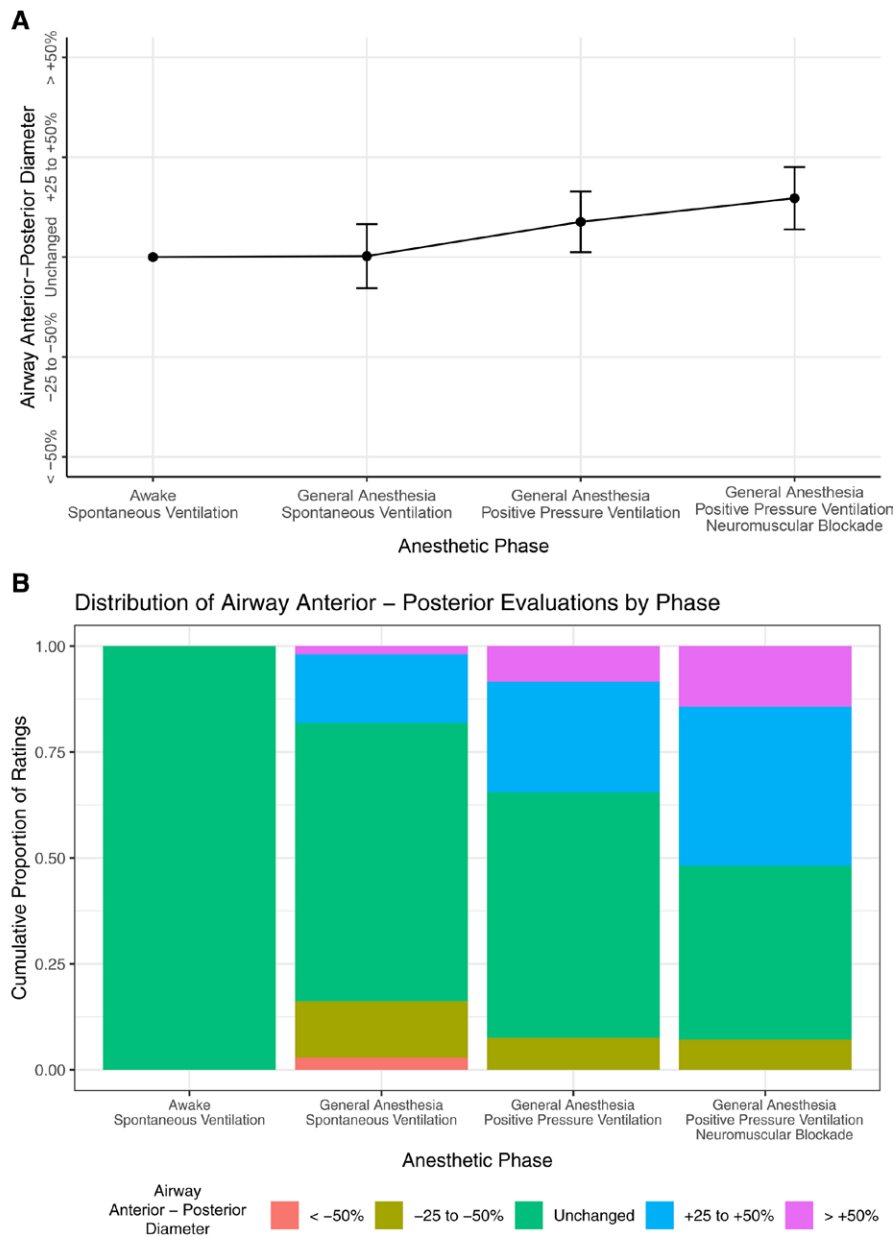 A
Airway Anterior−Posterior Diameter
> +50%
+25 to +50%
Unchanged
−25 to −50%
< −50%
Awake
Spontaneous Ventilation
General Anesthesia
Spontaneous Ventilation
General Anesthesia
Positive Pressure Ventilation
General Anesthesia
Positive Pressure Ventilation
Neuromuscular Blockade
Anesthetic Phase
B
Distribution of Airway Anterior − Posterior Evaluations by Phase
Cumulative Proportion of Ratings
1.00
0.75
0.50
0.25
0.00
Awake
Spontaneous Ventilation
General Anesthesia
Spontaneous Ventilation
General Anesthesia
Positive Pressure Ventilation
General Anesthesia
Positive Pressure Ventilation
Neuromuscular Blockade
Anesthetic Phase
Airway
Anterior − Posterior
Diameter
< −50%
−25 to −50%
Unchanged
+25 to +50%
> +50%